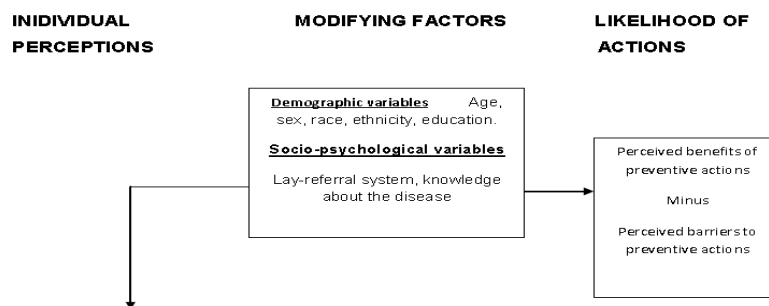 INIDIVIDUAL
PERCEPTIONS
MODIFYING FACTORS
LIKELIHOOD OF
ACTIONS
Demographic variables Age,
sex, race, ethnicity, education.
Socio-psychological variables
Lay-referral system, knowledge
about the disease
Perceived benefits of
preventive actions
Minus
Perceived barriers to
preventive actions